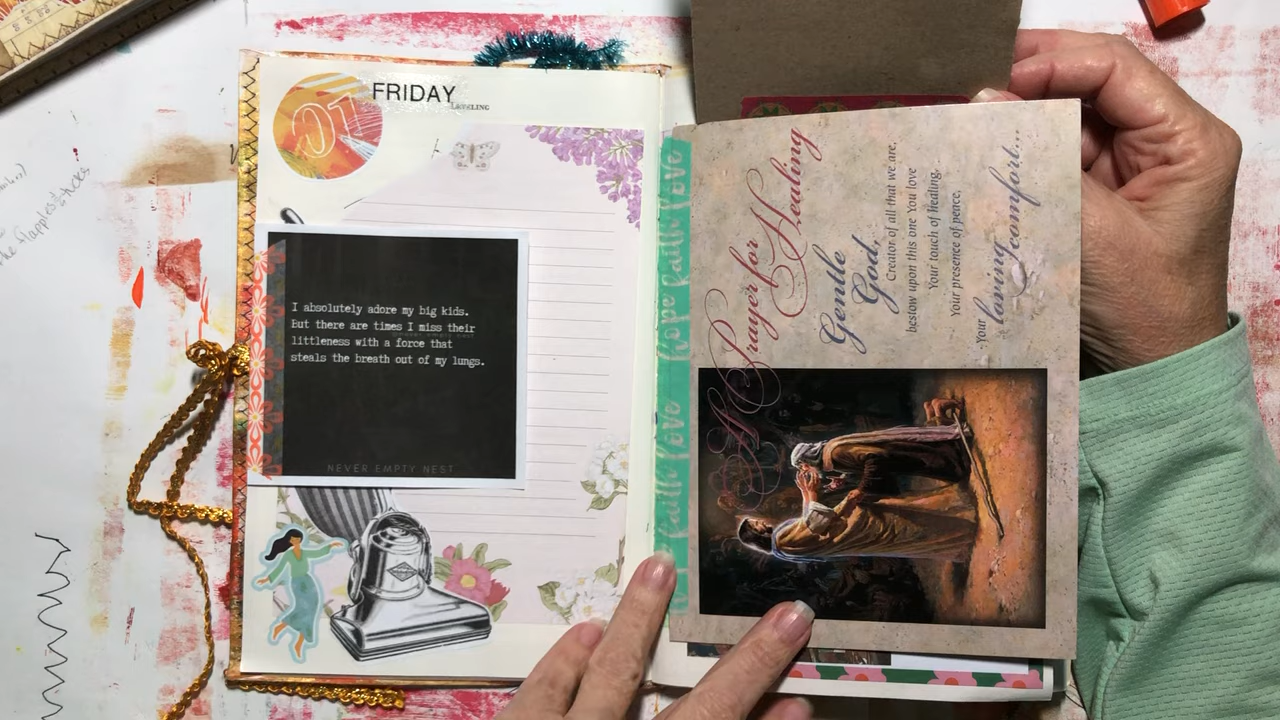 01
FRIDAY
I absolutely adore my big kids.
But there are times I miss their
littleness with a force that
steals the breath out of my lungs.
NEVER EMPTY NEST
faith love hope faith love
A Prayer for Healing
Gentle
God,
Creator of all that we are,
bestow upon this one You love
Your touch of healing,
Your presence of peace,
Your loving comfort...